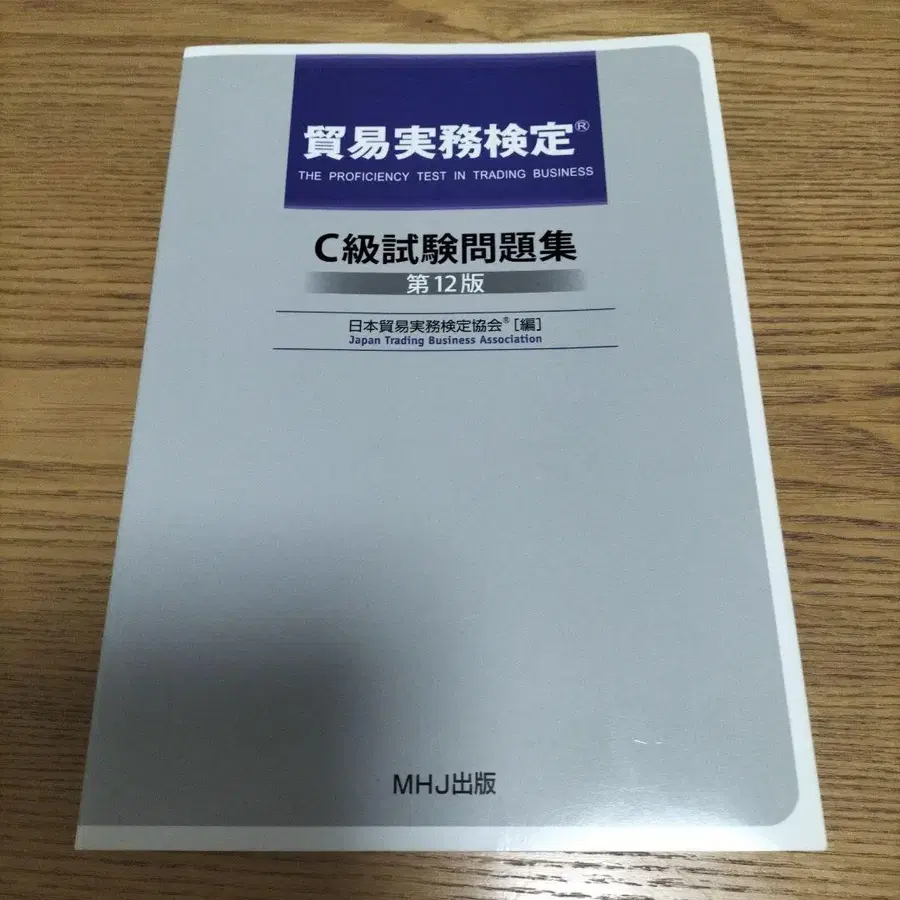 貿易実務検定®
THE PROFICIENCY TEST IN TRADING BUSINESS
C級試験問題集
第12版
日本貿易実務検定協会®［編］
Japan Trading Business Association
MHJ出版